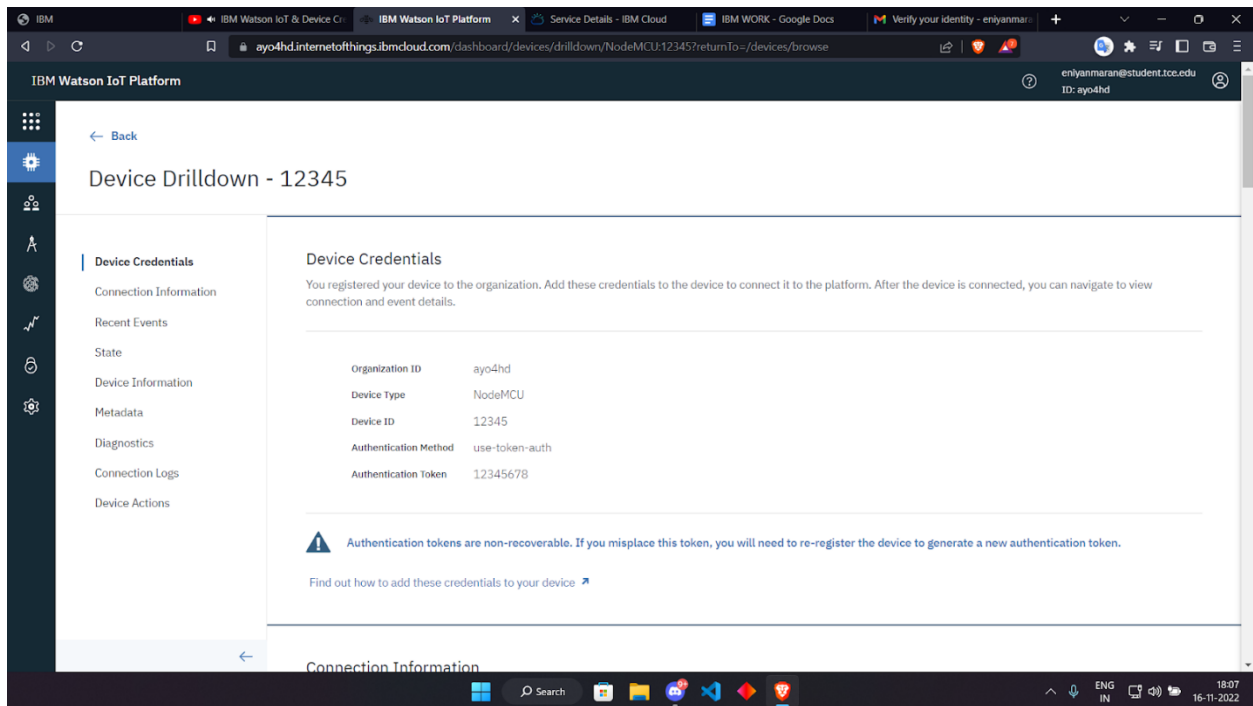 IBM
IBM Watson IoT & Device Cre
IBM Watson IoT Platform
Service Details - IBM Cloud
IBM WORK - Google Docs
Verify your identity - eniyanmara
ayo4hd.internetofthings.ibmcloud.com/dashboard/devices/drilldown/NodeMCU:12345?returnTo=/devices/browse
IBM Watson IoT Platform
eniyanmaran@student.tce.edu
ID: ayo4hd
Back
Device Drilldown - 12345
Device Credentials
Connection Information
Recent Events
State
Device Information
Metadata
Diagnostics
Connection Logs
Device Actions
Device Credentials
You registered your device to the organization. Add these credentials to the device to connect it to the platform. After the device is connected, you can navigate to view
connection and event details.
Organization ID ayo4hd
Device Type NodeMCU
Device ID 12345
Authentication Method use-token-auth
Authentication Token 12345678
Authentication tokens are non-recoverable. If you misplace this token, you will need to re-register the device to generate a new authentication token.
Find out how to add these credentials to your device
Connection Information
Search
ENG
IN
18:07
16-11-2022